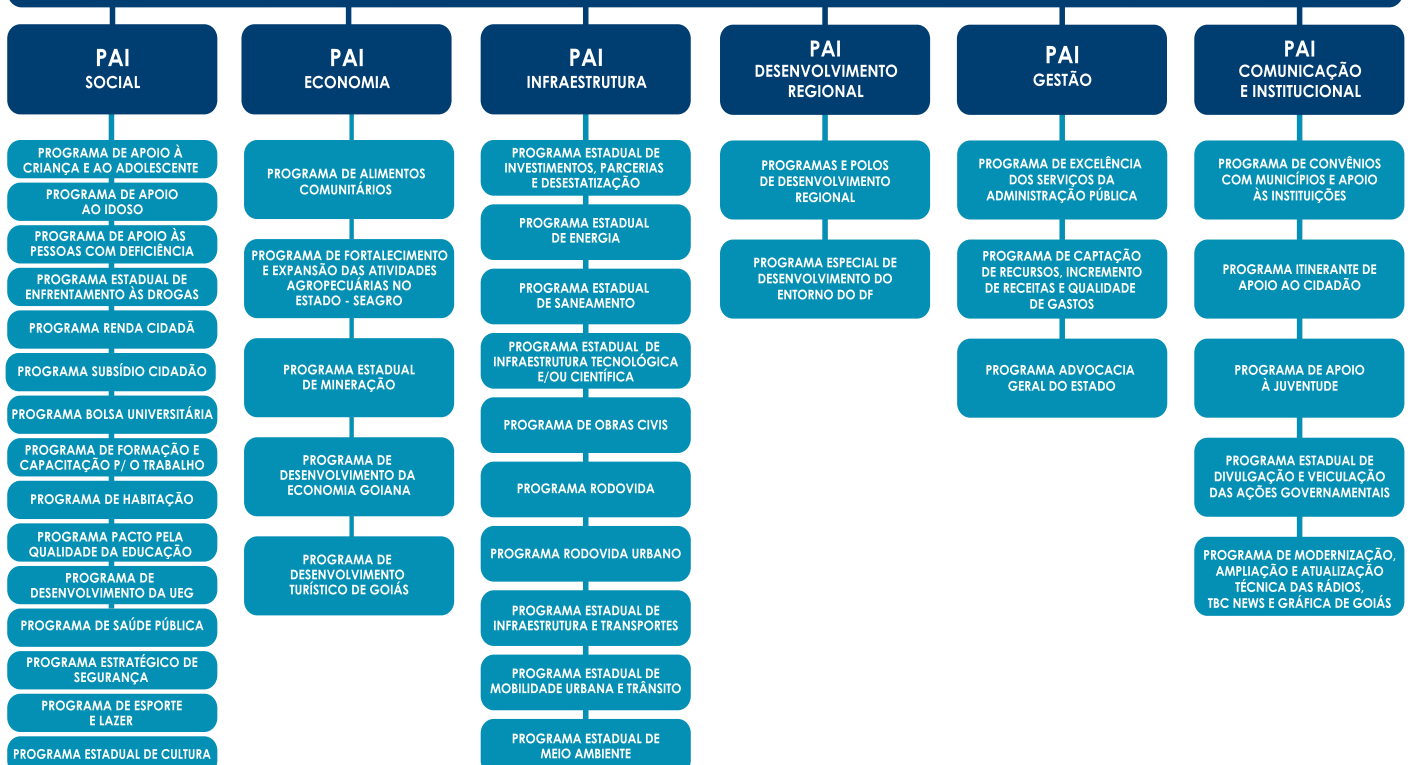 PAI
SOCIAL
PROGRAMA DE APOIO À
CRIANÇA E AO ADOLESCENTE
PROGRAMA DE APOIO
AO IDOSO
PROGRAMA DE APOIO ÀS
PESSOAS COM DEFICIÊNCIA
PROGRAMA ESTADUAL DE
ENFRENTAMENTO ÀS DROGAS
PROGRAMA RENDA CIDADÃ
PROGRAMA SUBSÍDIO CIDADÃO
PROGRAMA BOLSA UNIVERSITÁRIA
PROGRAMA DE FORMAÇÃO E
CAPACITAÇÃO P/ O TRABALHO
PROGRAMA DE HABITAÇÃO
PROGRAMA PACTO PELA
QUALIDADE DA EDUCAÇÃO
PROGRAMA DE
DESENVOLVIMENTO DA UEG
PROGRAMA DE SAÚDE PÚBLICA
PROGRAMA ESTRATÉGICO DE
SEGURANÇA
PROGRAMA DE ESPORTE
E LAZER
PROGRAMA ESTADUAL DE CULTURA
PAI
ECONOMIA
PROGRAMA DE ALIMENTOS
COMUNITÁRIOS
PROGRAMA DE FORTALECIMENTO
E EXPANSÃO DAS ATIVIDADES
AGROPECUÁRIAS NO
ESTADO - SEAGRO
PROGRAMA ESTADUAL
DE MINERAÇÃO
PROGRAMA DE
DESENVOLVIMENTO DA
ECONOMIA GOIANA
PROGRAMA DE
DESENVOLVIMENTO
TURÍSTICO DE GOIÁS
PAI
INFRAESTRUTURA
PROGRAMA ESTADUAL DE
INVESTIMENTOS, PARCERIAS
E DESESTATIZAÇÃO
PROGRAMA ESTADUAL
DE ENERGIA
PROGRAMA ESTADUAL
DE SANEAMENTO
PROGRAMA ESTADUAL DE
INFRAESTRUTURA TECNOLÓGICA
E/OU CIENTÍFICA
PROGRAMA DE OBRAS CIVIS
PROGRAMA RODOVIDA
PROGRAMA RODOVIDA URBANO
PROGRAMA ESTADUAL DE
INFRAESTRUTURA E TRANSPORTES
PROGRAMA ESTADUAL DE
MOBILIDADE URBANA E TRÂNSITO
PROGRAMA ESTADUAL DE
MEIO AMBIENTE
PAI
DESENVOLVIMENTO
REGIONAL
PROGRAMAS E POLOS
DE DESENVOLVIMENTO
REGIONAL
PROGRAMA ESPECIAL DE
DESENVOLVIMENTO DO
ENTORNO DO DF
PAI
GESTÃO
PROGRAMA DE EXCELÊNCIA
DOS SERVIÇOS DA
ADMINISTRAÇÃO PÚBLICA
PROGRAMA DE CAPTAÇÃO
DE RECURSOS, INCREMENTO
DE RECEITAS E QUALIDADE
DE GASTOS
PROGRAMA ADVOCACIA
GERAL DO ESTADO
PAI
COMUNICAÇÃO
E INSTITUCIONAL
PROGRAMA DE CONVÊNIOS
COM MUNICÍPIOS E APOIO
ÀS INSTITUIÇÕES
PROGRAMA ITINERANTE DE
APOIO AO CIDADÃO
PROGRAMA DE APOIO
À JUVENTUDE
PROGRAMA ESTADUAL DE
DIVULGAÇÃO E VEICULAÇÃO
DAS AÇÕES GOVERNAMENTAIS
PROGRAMA DE MODERNIZAÇÃO,
AMPLIAÇÃO E ATUALIZAÇÃO
TÉCNICA DAS RÁDIOS,
TBC NEWS E GRÁFICA DE GOIÁS